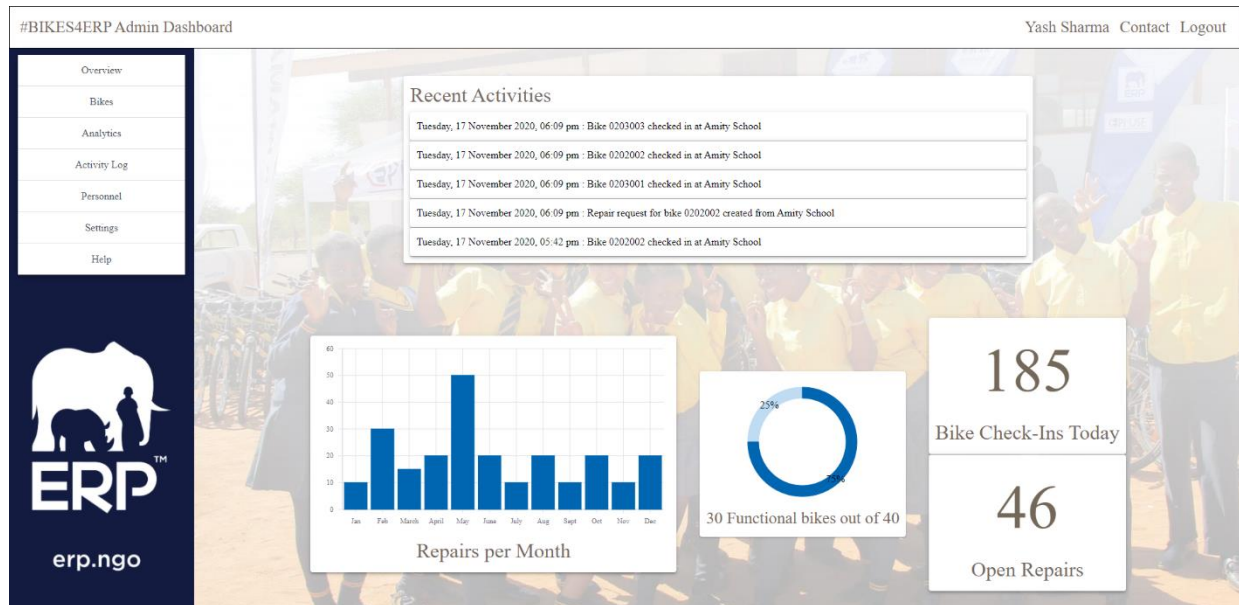 #BIKES4ERP Admin Dashboard
Yash Sharma Contact Logout
Overview
Bikes
Analytics
Activity Log
Personnel
Settings
Help
ERP™
erp.ngo
Recent Activities
Tuesday, 17 November 2020, 06:09 pm : Bike 0203003 checked in at Amity School
Tuesday, 17 November 2020, 06:09 pm : Bike 0202002 checked in at Amity School
Tuesday, 17 November 2020, 06:09 pm : Bike 0203001 checked in at Amity School
Tuesday, 17 November 2020, 06:09 pm : Repair request for bike 0202002 created from Amity School
Tuesday, 17 November 2020, 05:42 pm : Bike 0202002 checked in at Amity School
60
50
40
30
20
10
0
Jan Feb March April May June July Aug Sept Oct Nov Dec
Repairs per Month
25%
75%
30 Functional bikes out of 40
185
Bike Check-Ins Today
46
Open Repairs
ERP